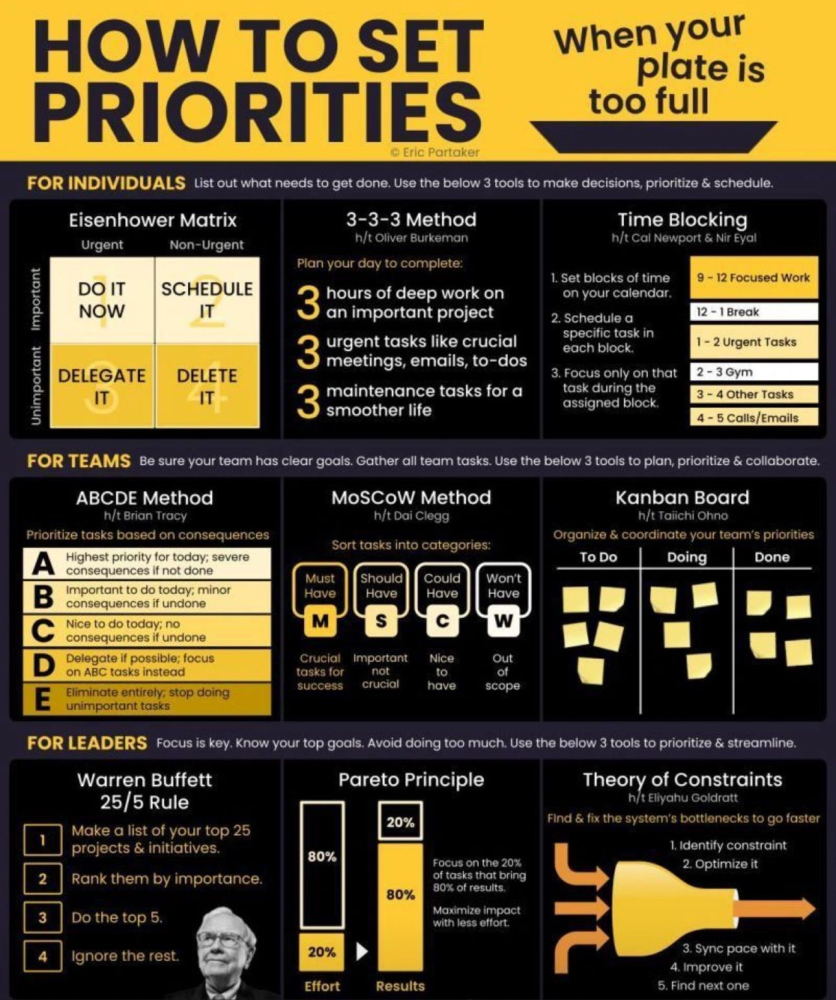 HOW TO SET
PRIORITIES
© Eric Partaker
When your
plate is
too full
FOR INDIVIDUALS List out what needs to get done. Use the below 3 tools to make decisions, prioritize & schedule.
Eisenhower Matrix
Urgent Non-Urgent
Important
Unimportant
1
DO IT
NOW
2
SCHEDULE
IT
3
DELEGATE
IT
4
DELETE
IT
3-3-3 Method
h/t Oliver Burkeman
Plan your day to complete:
3 hours of deep work on
an important project
3 urgent tasks like crucial
meetings, emails, to-dos
3 maintenance tasks for a
smoother life
Time Blocking
h/t Cal Newport & Nir Eyal
1. Set blocks of time
on your calendar.
2. Schedule a
specific task in
each block.
3. Focus only on that
task during the
assigned block.
9 - 12 Focused Work
12 - 1 Break
1 - 2 Urgent Tasks
2 - 3 Gym
3 - 4 Other Tasks
4 - 5 Calls/Emails
FOR TEAMS Be sure your team has clear goals. Gather all team tasks. Use the below 3 tools to plan, prioritize & collaborate.
ABCDE Method
h/t Brian Tracy
Prioritize tasks based on consequences
A Highest priority for today; severe
consequences if not done
B Important to do today; minor
consequences if undone
C Nice to do today; no
consequences if undone
D Delegate if possible; focus
on ABC tasks instead
E Eliminate entirely; stop doing
unimportant tasks
MoSCoW Method
h/t Dai Clegg
Sort tasks into categories:
Must
Have
M
Crucial
tasks for
success
Should
Have
S
Important
not
crucial
Could
Have
C
Nice
to
have
Won't
Have
W
Out
of
scope
Kanban Board
h/t Taiichi Ohno
Organize & coordinate your team's priorities
To Do Doing Done
FOR LEADERS Focus is key. Know your top goals. Avoid doing too much. Use the below 3 tools to prioritize & streamline.
Warren Buffett
25/5 Rule
1 Make a list of your top 25
projects & initiatives.
2 Rank them by importance.
3 Do the top 5.
4 Ignore the rest.
Pareto Principle
80%
20%
Effort
20%
80%
Results
Focus on the 20%
of tasks that bring
80% of results.
Maximize impact
with less effort.
Theory of Constraints
h/t Eliyahu Goldratt
Find & fix the system's bottlenecks to go faster
1. Identify constraint
2. Optimize it
3. Sync pace with it
4. Improve it
5. Find next one